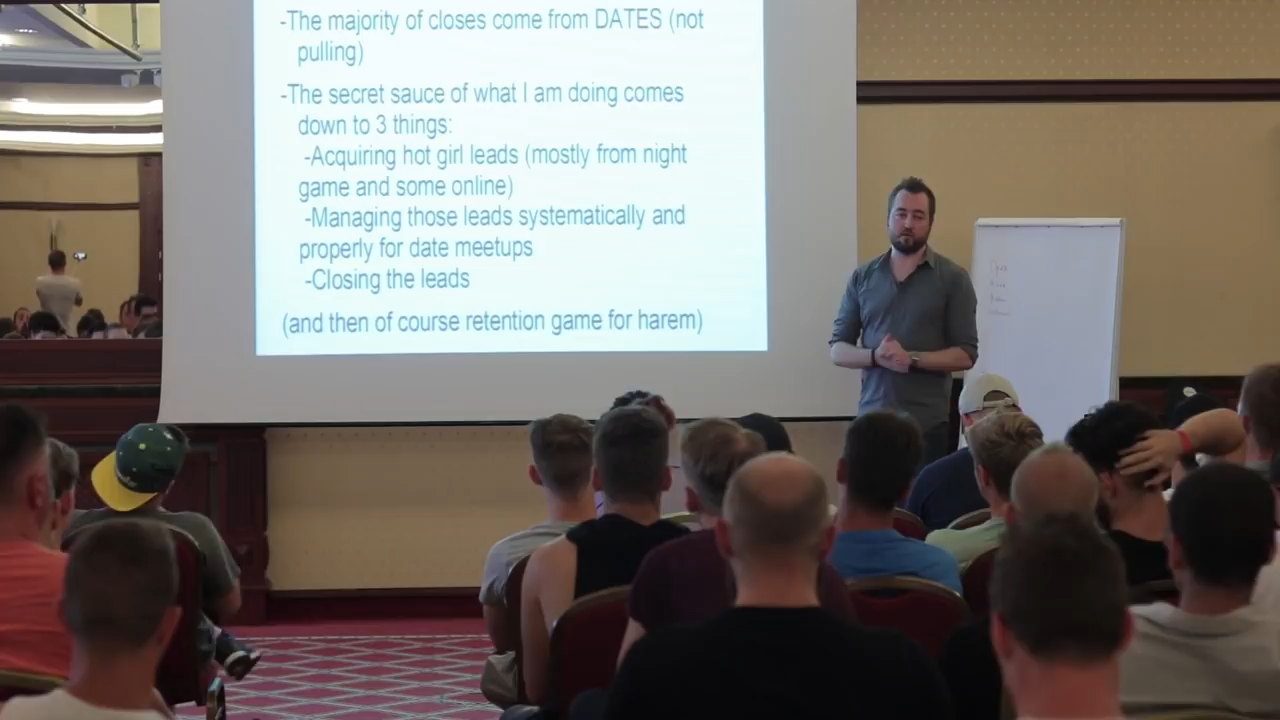 -The majority of closes come from DATES (not
pulling)
-The secret sauce of what I am doing comes
down to 3 things:
-Acquiring hot girl leads (mostly from night
game and some online)
-Managing those leads systematically and
properly for date meetups
-Closing the leads
(and then of course retention game for harem)